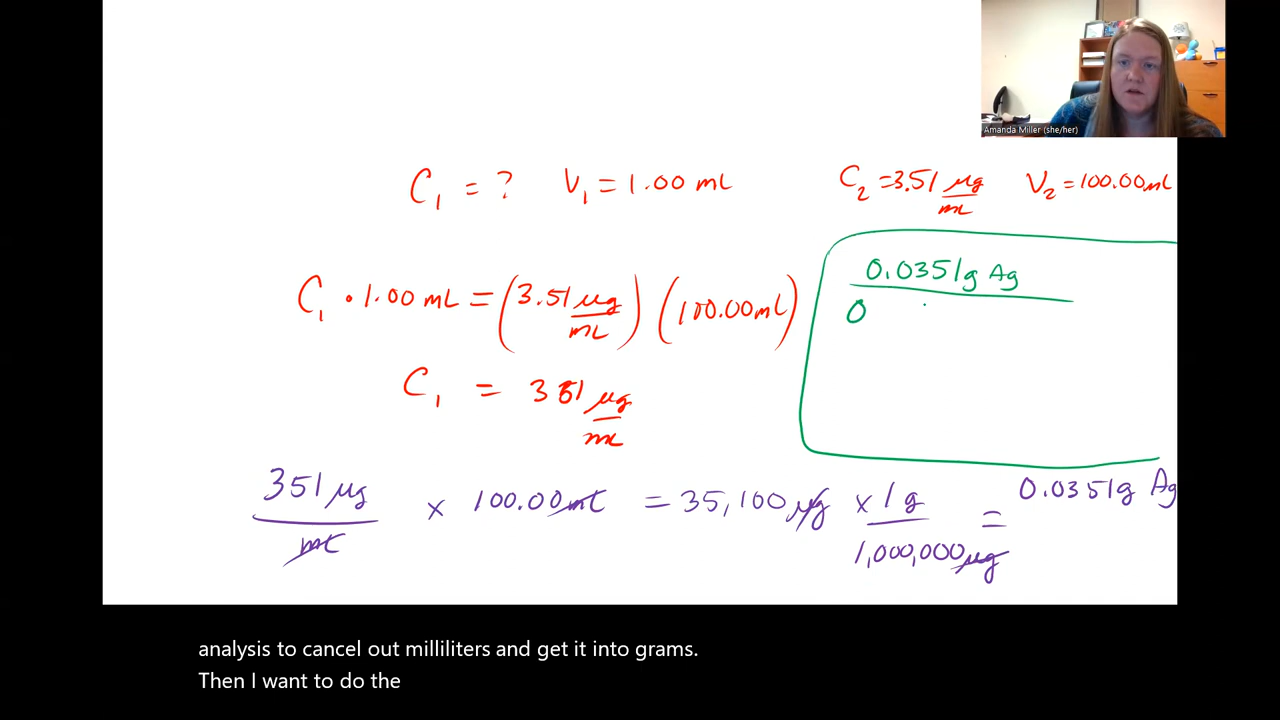 Amanda Miller (she/her)
C₁ = ? V₁ = 1.00 mL C₂ = 3.51 μg/mL V₂ = 100.00 mL
0.0351g Ag
0
C₁ · 1.00 mL = (3.51 μg/mL) (100.00 mL)
C₁ = 351 μg/mL
351 μg/mL × 100.00 mL = 35,100 μg × 1 g/1,000,000 μg = 0.0351g Ag
analysis to cancel out milliliters and get it into grams.
Then I want to do the